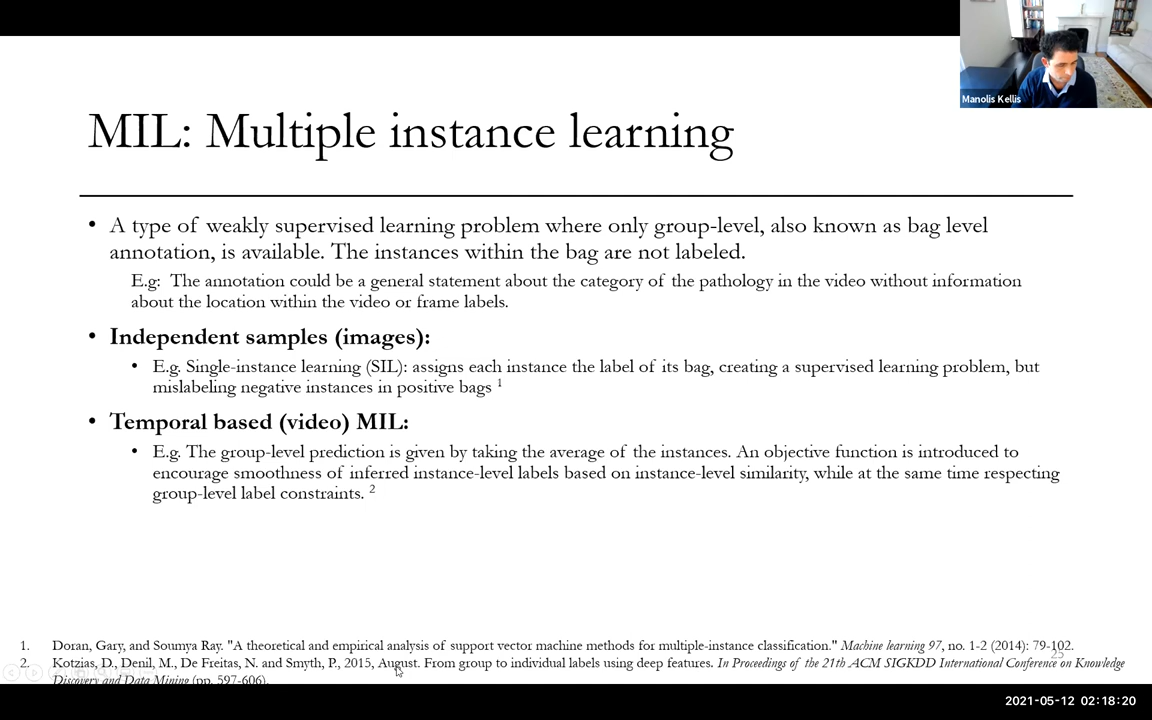 Manolis Kellis
MIL: Multiple instance learning
• A type of weakly supervised learning problem where only group-level, also known as bag level
annotation, is available. The instances within the bag are not labeled.
E.g: The annotation could be a general statement about the category of the pathology in the video without information
about the location within the video or frame labels.
• Independent samples (images):
• E.g. Single-instance learning (SIL): assigns each instance the label of its bag, creating a supervised learning problem, but
mislabeling negative instances in positive bags 1
• Temporal based (video) MIL:
• E.g. The group-level prediction is given by taking the average of the instances. An objective function is introduced to
encourage smoothness of inferred instance-level labels based on instance-level similarity, while at the same time respecting
group-level label constraints. 2
1. Doran, Gary, and Soumya Ray. "A theoretical and empirical analysis of support vector machine methods for multiple-instance classification." Machine learning 97, no. 1-2 (2014): 79-102.
2. Kotzias, D., Denil, M., De Freitas, N. and Smyth, P., 2015, August. From group to individual labels using deep features. In Proceedings of the 21th ACM SIGKDD International Conference on Knowledge
Discovery and Data Mining (pp. 597-606).
2021-05-12 02:18:20